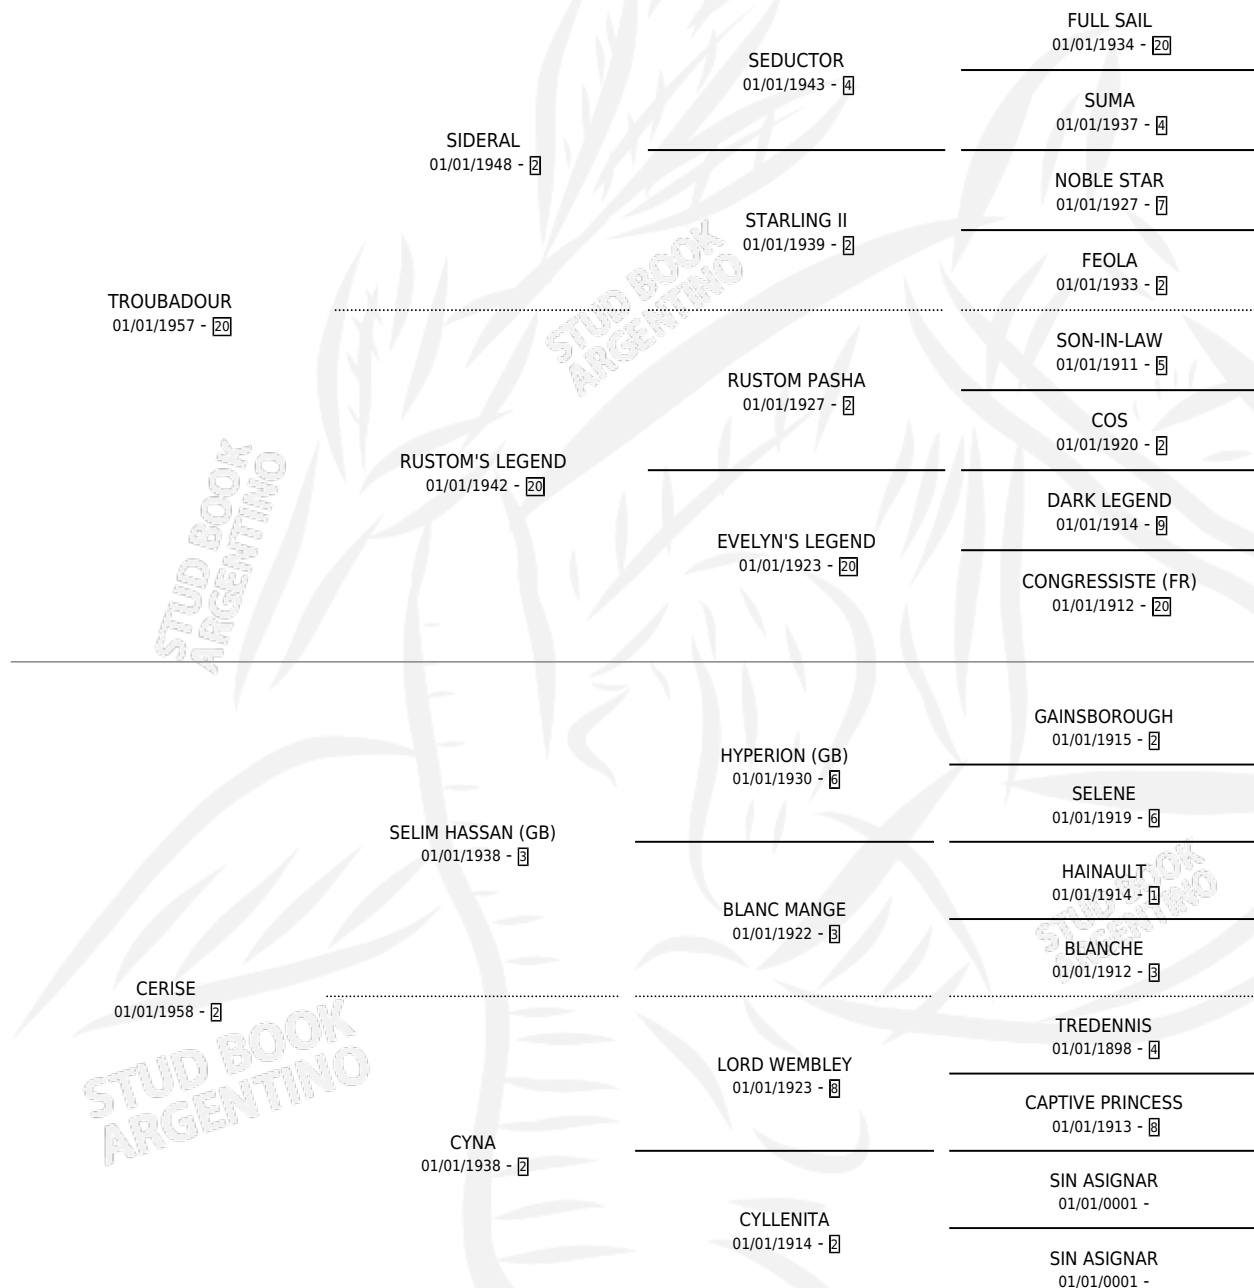 FULL SAIL
01/01/1934 - 20
SEDUCTOR
01/01/1943 - 4
SUMA
01/01/1937 - 4
SIDERAL
01/01/1948 - 2
NOBLE STAR
01/01/1927 - 7
STARLING II
01/01/1939 - 2
FEOLA
01/01/1933 - 2
TROUBADOUR
01/01/1957 - 20
SON-IN-LAW
01/01/1911 - 5
RUSTOM PASHA
01/01/1927 - 2
COS
01/01/1920 - 2
RUSTOM'S LEGEND
01/01/1942 - 20
DARK LEGEND
01/01/1914 - 9
EVELYN'S LEGEND
01/01/1923 - 20
CONGRESSISTE (FR)
01/01/1912 - 20
GAINSBOROUGH
01/01/1915 - 2
HYPERION (GB)
01/01/1930 - 6
SELENE
01/01/1919 - 6
SELIM HASSAN (GB)
01/01/1938 - 3
HAINAULT
01/01/1914 - 1
BLANC MANGE
01/01/1922 - 3
BLANCHE
01/01/1912 - 3
CERISE
01/01/1958 - 2
TREDENNIS
01/01/1898 - 4
LORD WEMBLEY
01/01/1923 - 8
CAPTIVE PRINCESS
01/01/1913 - 8
CYNA
01/01/1938 - 2
SIN ASIGNAR
01/01/0001 -
CYLLENITA
01/01/1914 - 2
SIN ASIGNAR
01/01/0001 -
STUD BOOK
ARGENTINO
STUD BOOK
ARGENTINO
STUD BOOK
ARGENTINO
STUD BOOK
ARGENTINO